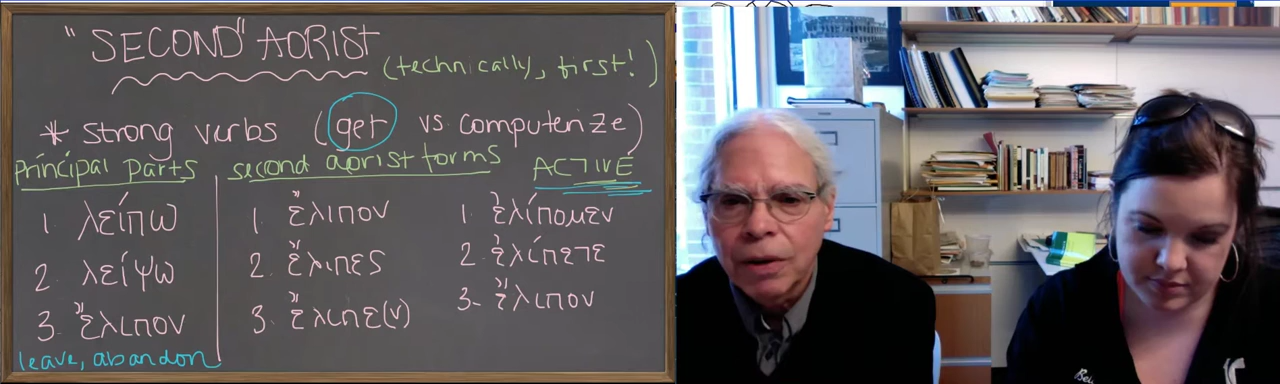 "SECOND" AORIST
(technically, first!)
* strong verbs (get vs computerize)
principal parts
second aorist forms
ACTIVE
1. λείπω
2. λείψω
3. ἔλιπον
leave, abandon
1. ἔλιπον
2. ἔλιπες
3. ἔλιπε(ν)
1. ἐλίπομεν
2. ἐλίπετε
3. ἔλιπον